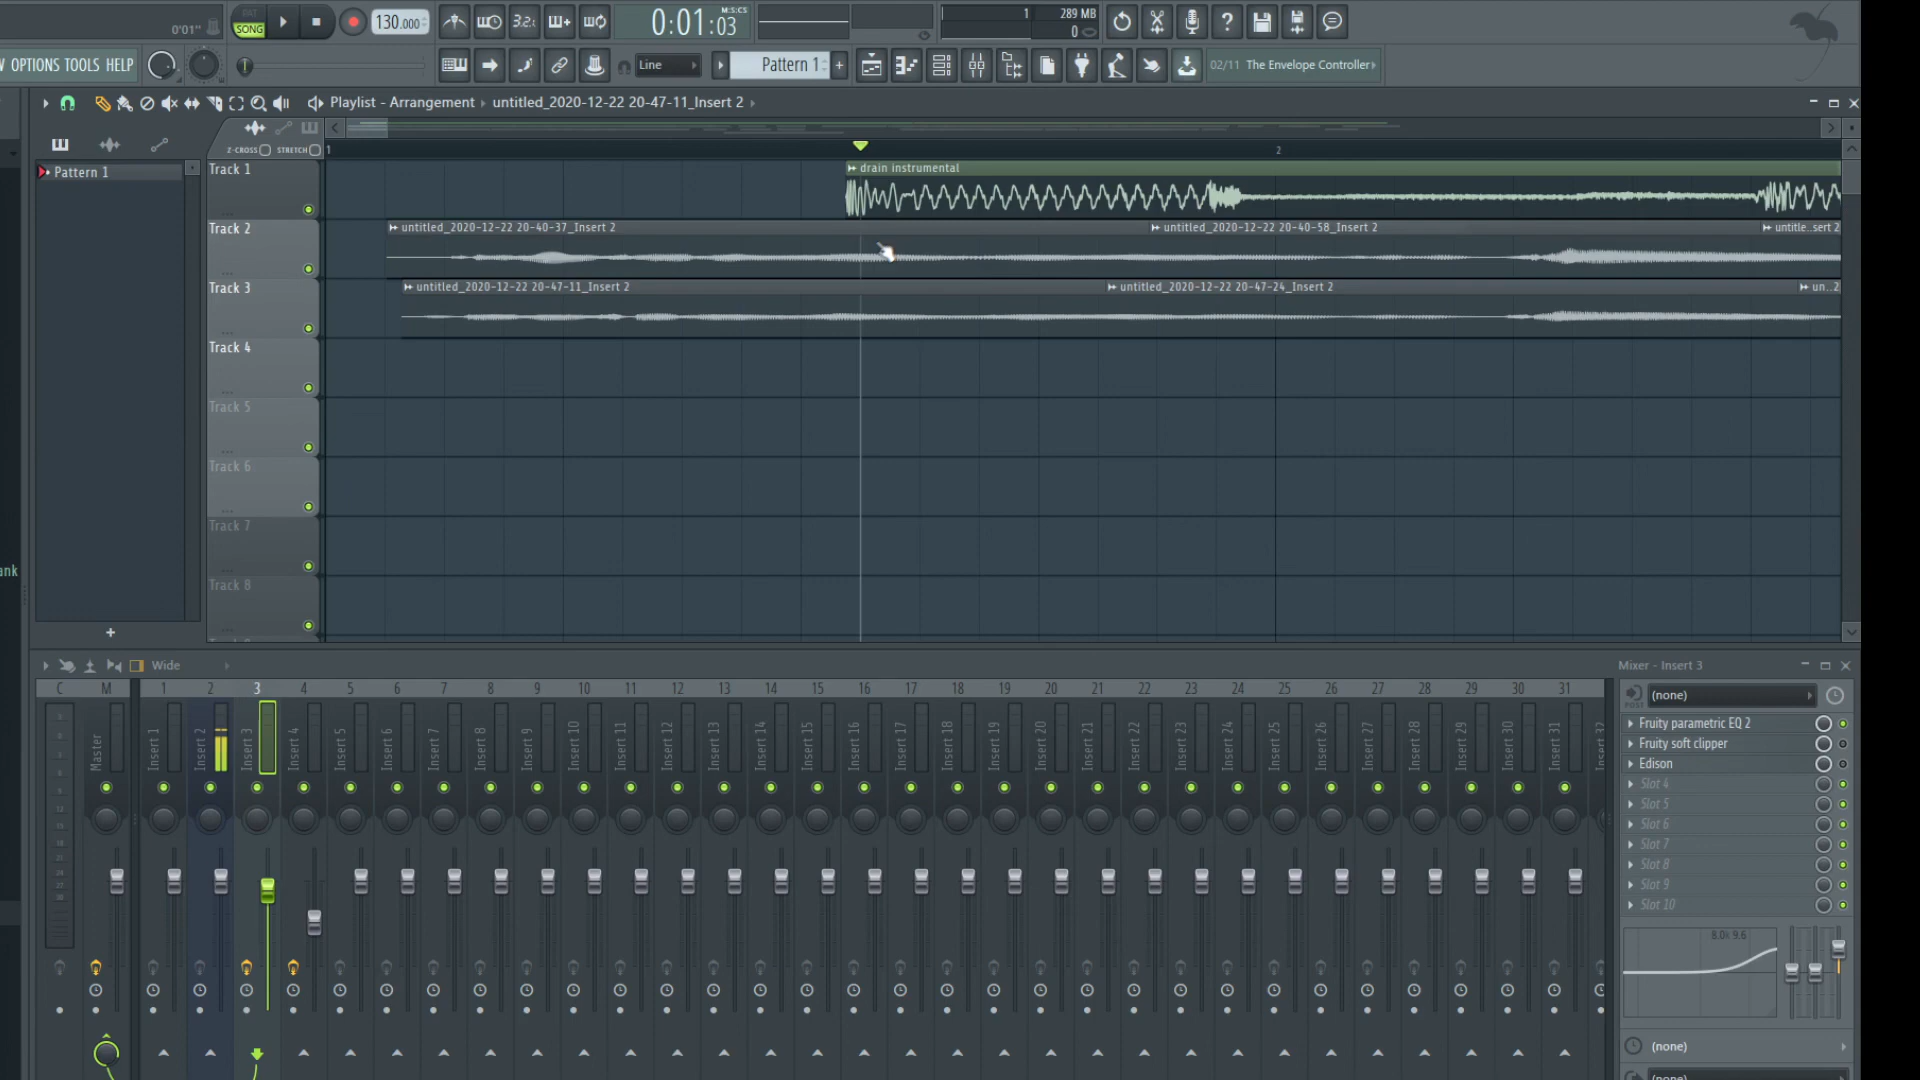 0'01"
PAT
SONG
130.000
3.2.
0:01:03
M:S:CS
1
289 MB
0
W OPTIONS TOOLS HELP
Line
Pattern 1
+
02/11 The Envelope Controller
Playlist - Arrangement › untitled_2020-12-22 20-47-11_Insert 2
Z-CROSS STRETCH
1
2
Pattern 1
Track 1
drain instrumental
Track 2
untitled_2020-12-22 20-40-37_Insert 2
untitled_2020-12-22 20-40-58_Insert 2
untitle..sert 2
Track 3
untitled_2020-12-22 20-47-11_Insert 2
untitled_2020-12-22 20-47-24_Insert 2
un..2
Track 4
Track 5
Track 6
Track 7
Track 8
ank
+
Wide
Mixer - Insert 3
C M 1 2 3 4 5 6 7 8 9 10 11 12 13 14 15 16 17 18 19 20 21 22 23 24 25 26 27 28 29 30 31
Master Insert 1 Insert 2 Insert 3 Insert 4 Insert 5 Insert 6 Insert 7 Insert 8 Insert 9 Insert 10 Insert 11 Insert 12 Insert 13 Insert 14 Insert 15 Insert 16 Insert 17 Insert 18 Insert 19 Insert 20 Insert 21 Insert 22 Insert 23 Insert 24 Insert 25 Insert 26 Insert 27 Insert 28 Insert 29 Insert 30 Insert 31
(none)
Fruity parametric EQ 2
Fruity soft clipper
Edison
Slot 4
Slot 5
Slot 6
Slot 7
Slot 8
Slot 9
Slot 10
8.0k 9.6
(none)
(none)